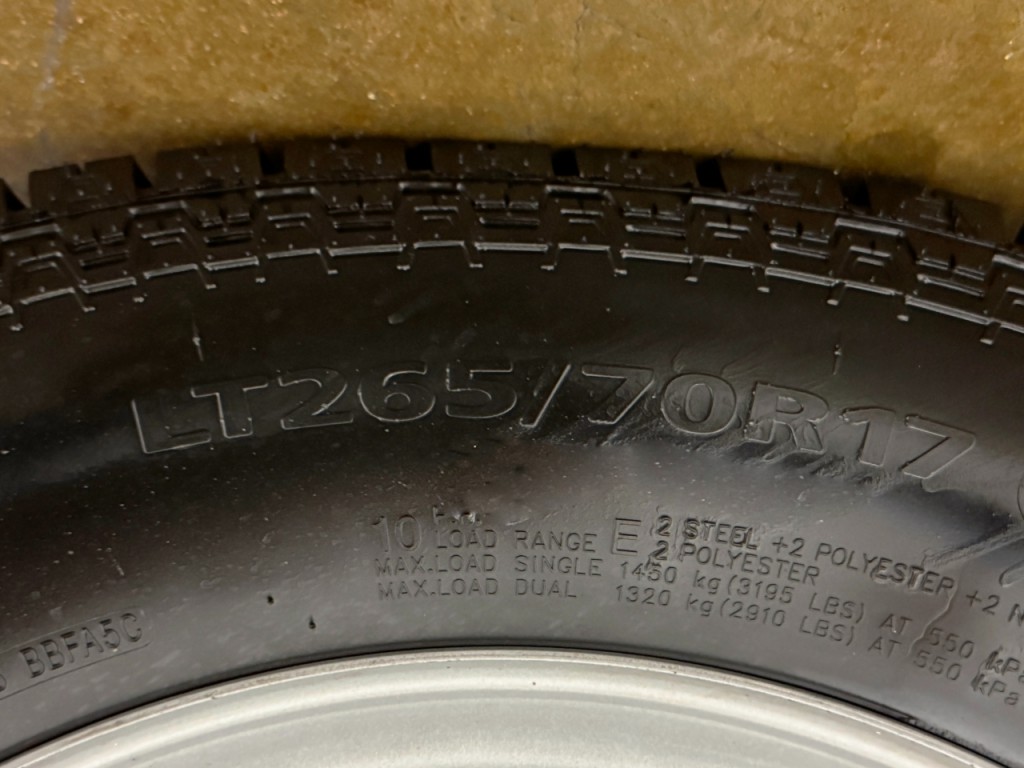 LT265/70R17
10 LOAD RANGE E 2 STEEL +2 POLYESTER +2 N
2 POLYESTER
MAX.LOAD SINGLE 1450 kg (3195 LBS) AT 550 kPa
MAX.LOAD DUAL 1320 kg (2910 LBS) AT 550 kPa
BBFA5C